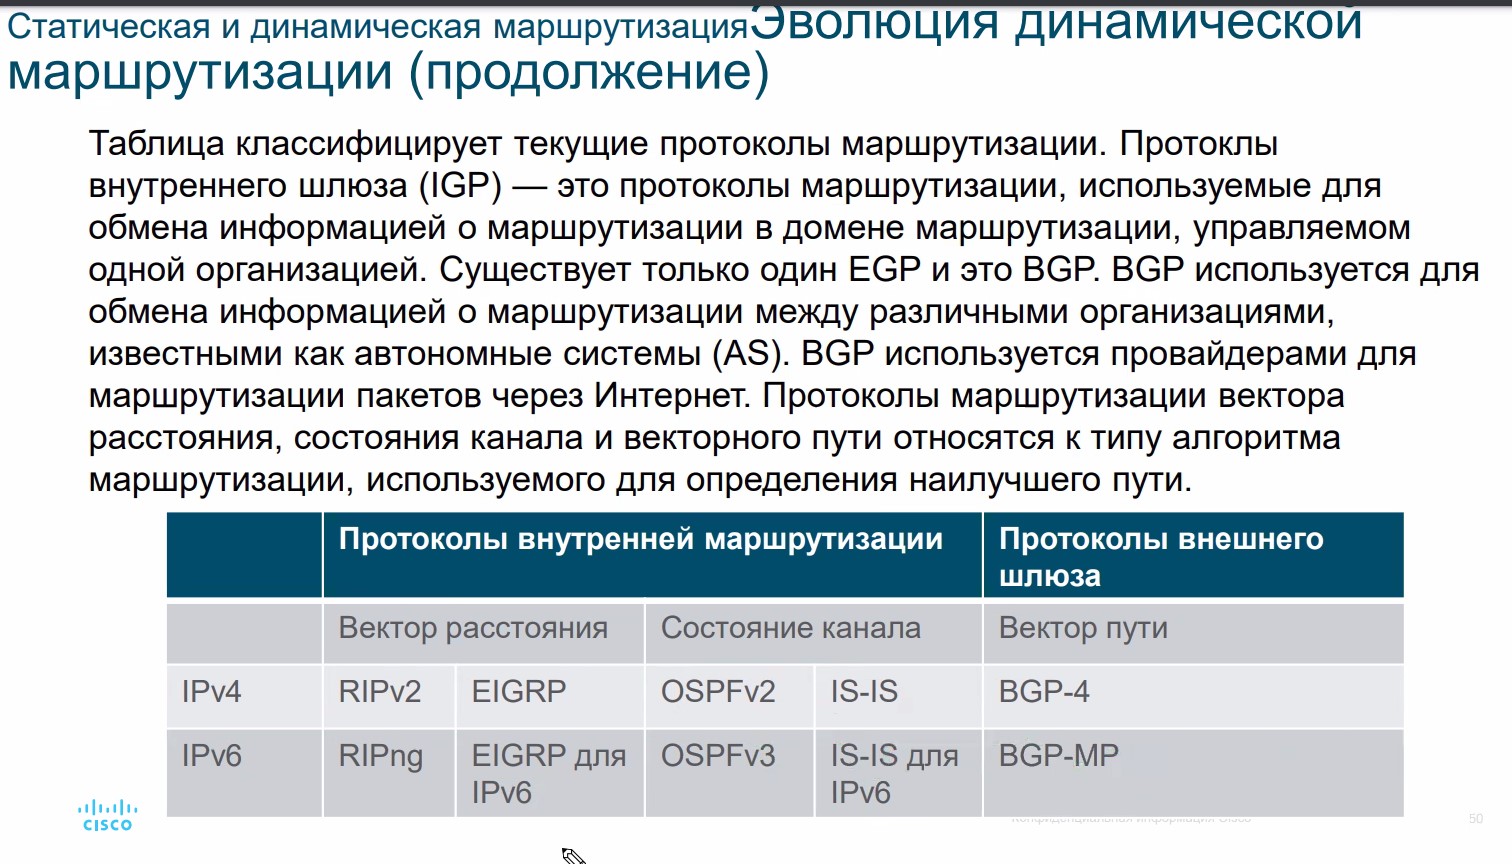 Статическая и динамическая маршрутизацияЭволюция динамической
маршрутизации (продолжение)
Таблица классифицирует текущие протоколы маршрутизации. Протоклы
внутреннего шлюза (IGP) — это протоколы маршрутизации, используемые для
обмена информацией о маршрутизации в домене маршрутизации, управляемом
одной организацией. Существует только один EGP и это BGP. BGP используется для
обмена информацией о маршрутизации между различными организациями,
известными как автономные системы (AS). BGP используется провайдерами для
маршрутизации пакетов через Интернет. Протоколы маршрутизации вектора
расстояния, состояния канала и векторного пути относятся к типу алгоритма
маршрутизации, используемого для определения наилучшего пути.
Протоколы внутренней маршрутизации Протоколы внешнего
шлюза
Вектор расстояния Состояние канала Вектор пути
IPv4 RIPv2 EIGRP OSPFv2 IS-IS BGP-4
IPv6 RIPng EIGRP для OSPFv3 IS-IS для BGP-MP
IPv6 IPv6
CISCO
Конфиденциальная информация Cisco 50